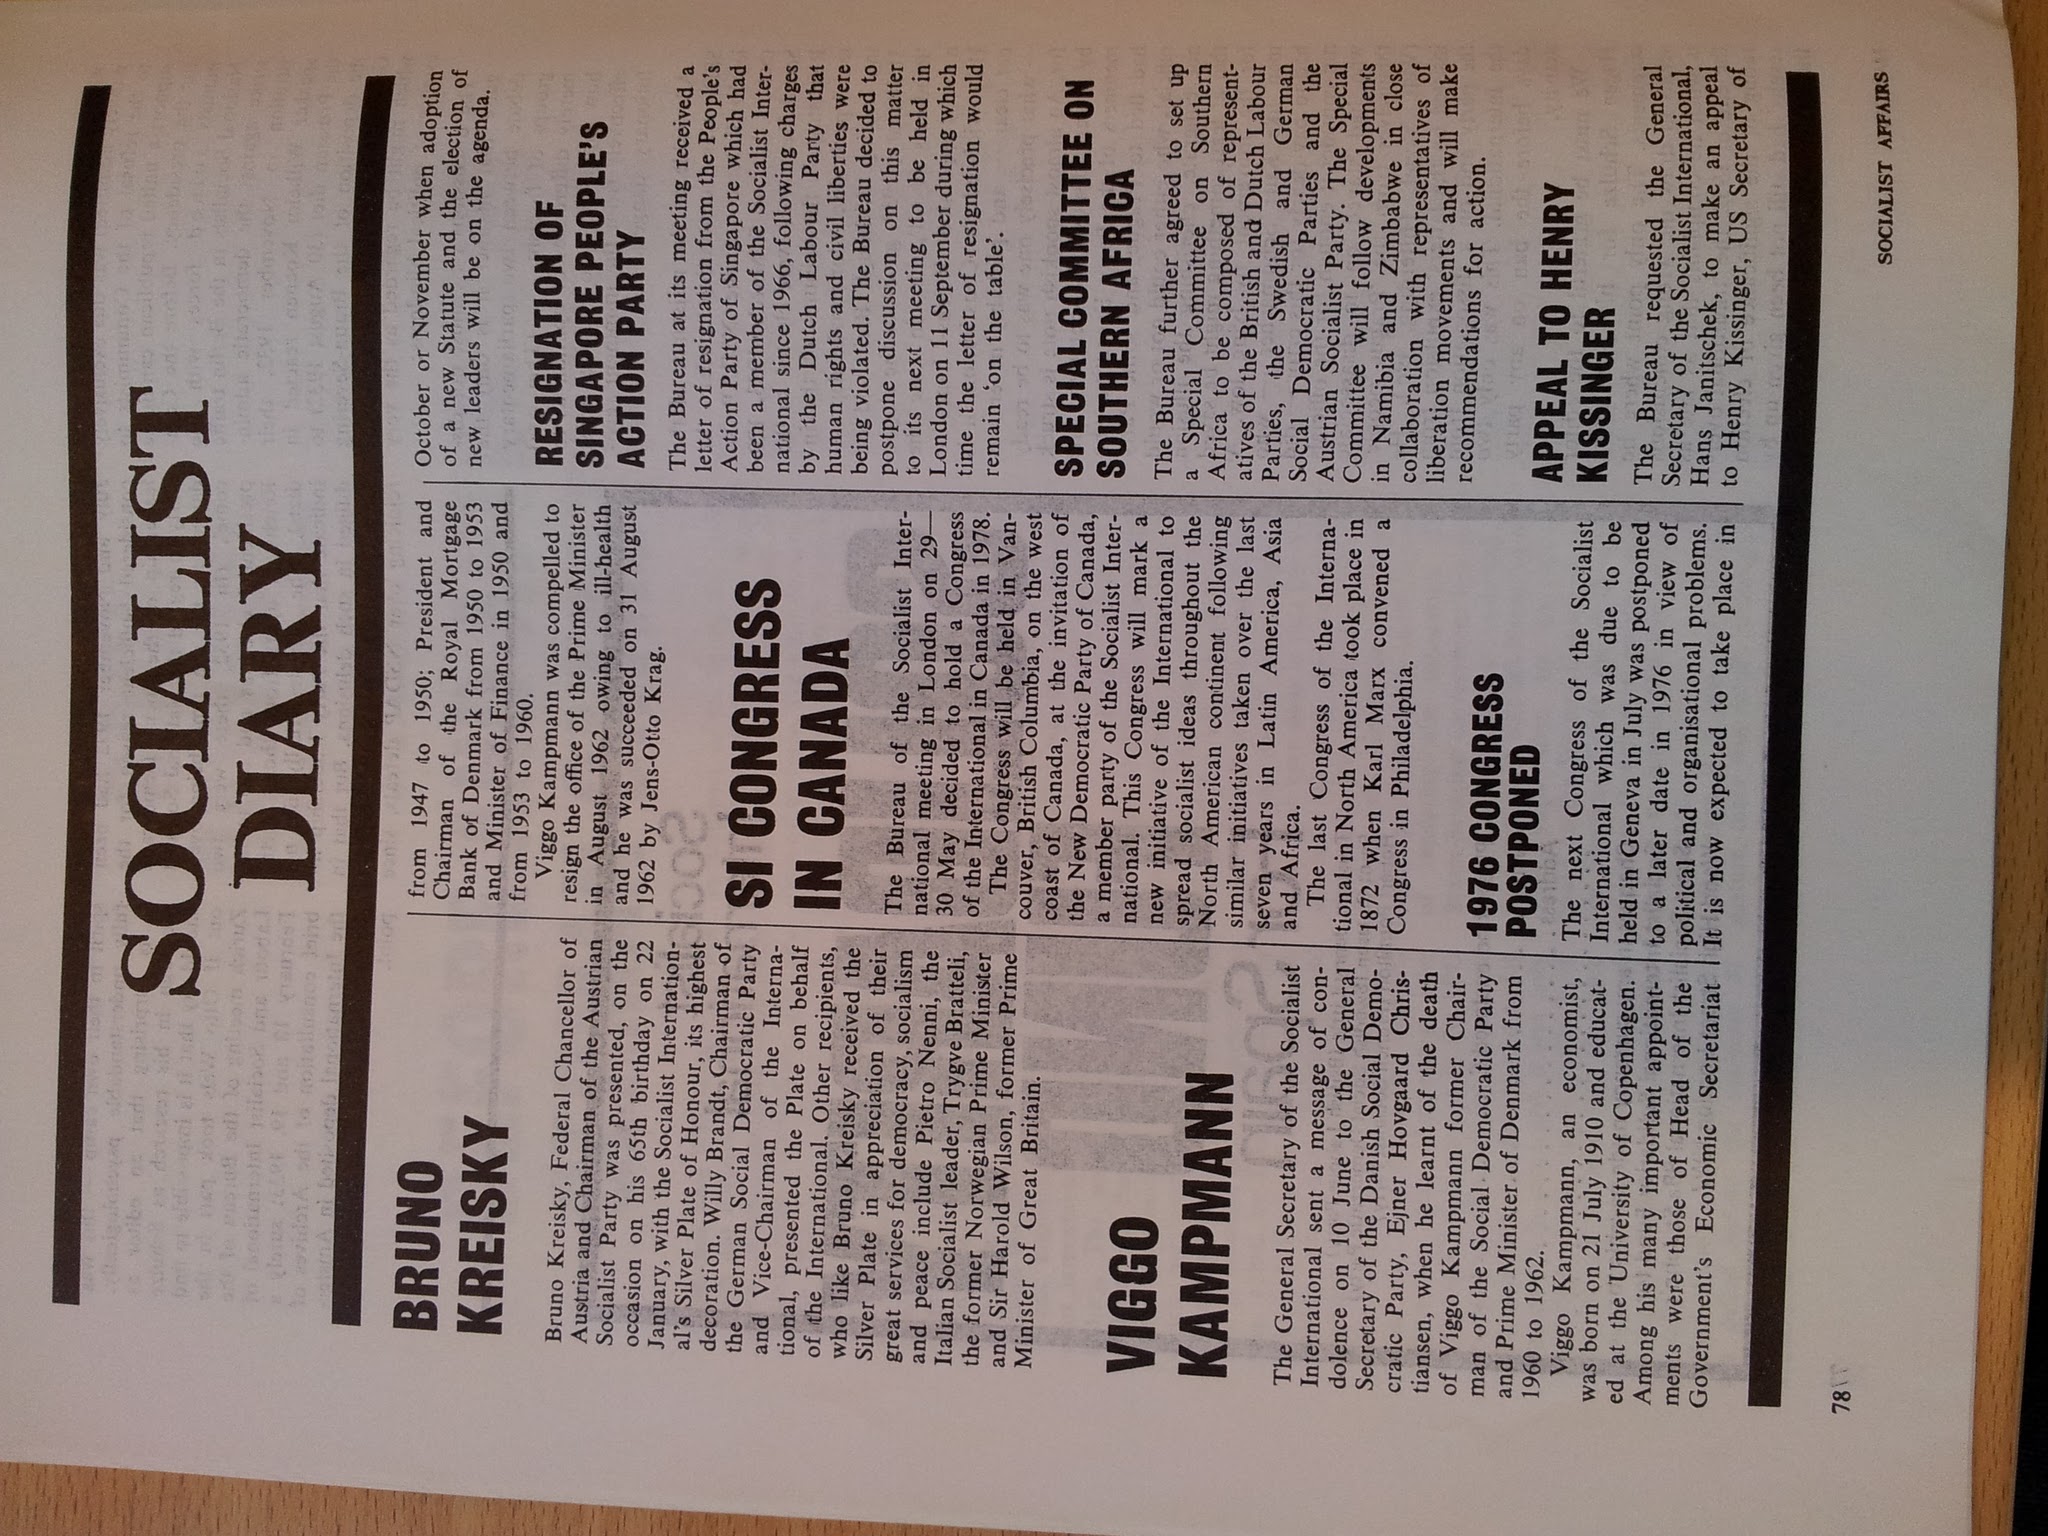 SOCIALIST
DIARY
BRUNO
KREISKY
Bruno Kreisky, Federal Chancellor of
Austria and Chairman of the Austrian
Socialist Party was presented, on the
occasion on his 65th birthday on 22
January, with the Socialist Internation-
al's Silver Plate of Honour, its highest
decoration. Willy Brandt, Chairman of
the German Social Democratic Party
and Vice-Chairman of the Interna-
tional, presented the Plate on behalf
of the International. Other recipients,
who like Bruno Kreisky received the
Silver Plate in appreciation of their
great services for democracy, socialism
and peace include Pietro Nenni, the
Italian Socialist leader, Trygve Bratteli,
the former Norwegian Prime Minister
and Sir Harold Wilson, former Prime
Minister of Great Britain.
VIGGO
KAMPMANN
The General Secretary of the Socialist
International sent a message of con-
dolence on 10 June to the General
Secretary of the Danish Social Demo-
cratic Party, Ejner Hovgaard Chris-
tiansen, when he learnt of the death
of Viggo Kampmann former Chair-
man of the Social Democratic Party
and Prime Minister of Denmark from
1960 to 1962.
Viggo Kampmann, an economist,
was born on 21 July 1910 and educat-
ed at the University of Copenhagen.
Among his many important appoint-
ments were those of Head of the
Government's Economic Secretariat
from 1947 to 1950; President and
Chairman of the Royal Mortgage
Bank of Denmark from 1950 to 1953
and Minister of Finance in 1950 and
from 1953 to 1960.
Viggo Kampmann was compelled to
resign the office of the Prime Minister
in August 1962 owing to ill-health
and he was succeeded on 31 August
1962 by Jens-Otto Krag.
SI CONGRESS
IN CANADA
The Bureau of the Socialist Inter-
national meeting in London on 29—
30 May decided to hold a Congress
of the International in Canada in 1978.
The Congress will be held in Van-
couver, British Columbia, on the west
coast of Canada, at the invitation of
the New Democratic Party of Canada,
a member party of the Socialist Inter-
national. This Congress will mark a
new initiative of the International to
spread socialist ideas throughout the
North American continent following
similar initiatives taken over the last
seven years in Latin America, Asia
and Africa.
The last Congress of the Interna-
tional in North America took place in
1872 when Karl Marx convened a
Congress in Philadelphia.
1976 CONGRESS
POSTPONED
The next Congress of the Socialist
International which was due to be
held in Geneva in July was postponed
to a later date in 1976 in view of
political and organisational problems.
It is now expected to take place in
October or November when adoption
of a new Statute and the election of
new leaders will be on the agenda.
RESIGNATION OF
SINGAPORE PEOPLE'S
ACTION PARTY
The Bureau at its meeting received a
letter of resignation from the People's
Action Party of Singapore which had
been a member of the Socialist Inter-
national since 1966, following charges
by the Dutch Labour Party that
human rights and civil liberties were
being violated. The Bureau decided to
postpone discussion on this matter
to its next meeting to be held in
London on 11 September during which
time the letter of resignation would
remain 'on the table'.
SPECIAL COMMITTEE ON
SOUTHERN AFRICA
The Bureau further agreed to set up
a Special Committee on Southern
Africa to be composed of represent-
atives of the British and Dutch Labour
Parties, the Swedish and German
Social Democratic Parties and the
Austrian Socialist Party. The Special
Committee will follow developments
in Namibia and Zimbabwe in close
collaboration with representatives of
liberation movements and will make
recommendations for action.
APPEAL TO HENRY
KISSINGER
The Bureau requested the General
Secretary of the Socialist International,
Hans Janitschek, to make an appeal
to Henry Kissinger, US Secretary of
78
SOCIALIST AFFAIRS